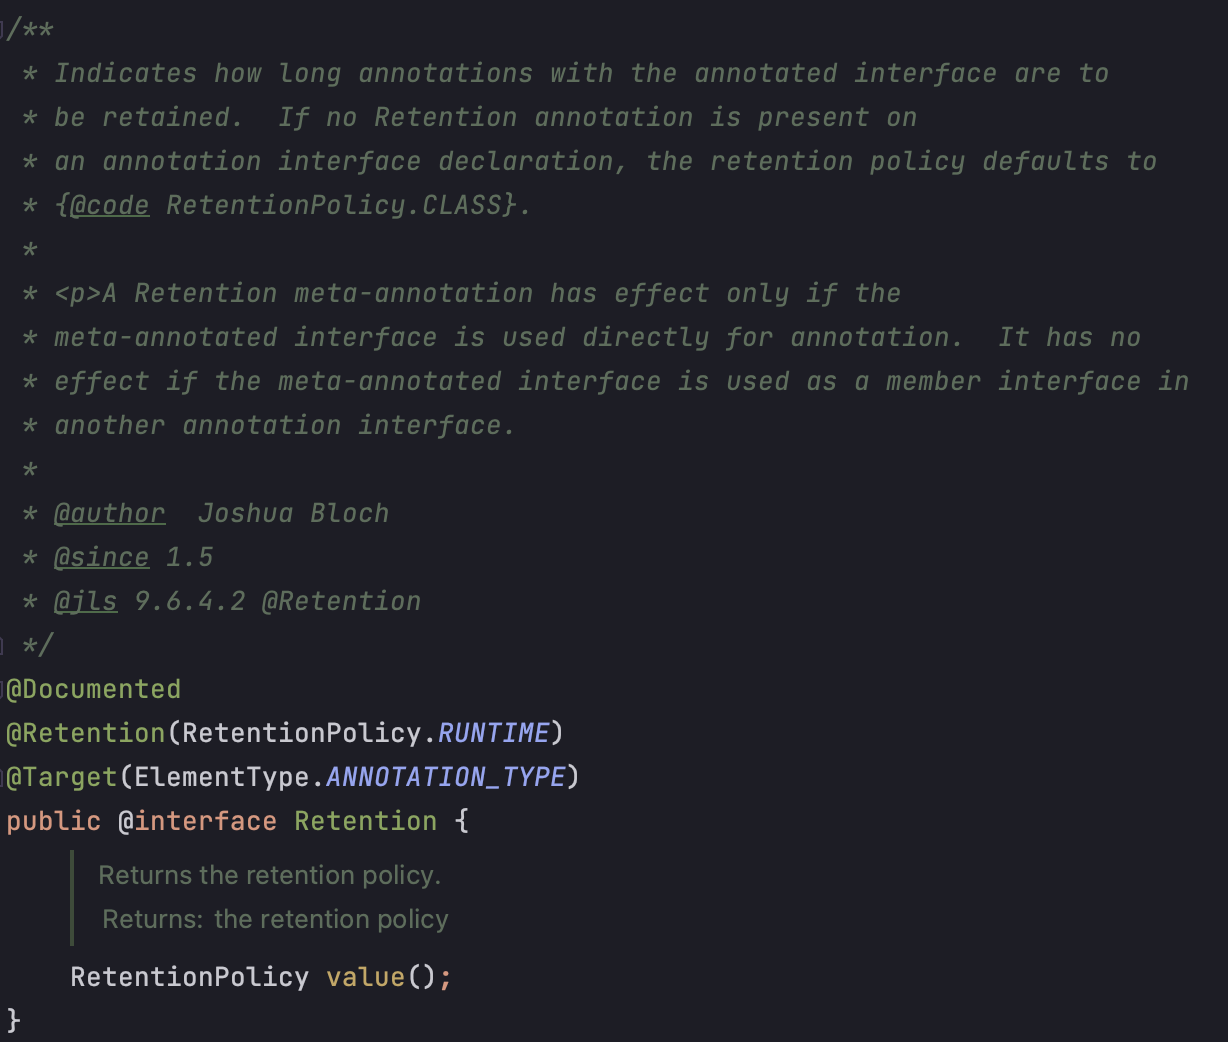 /**
 * Indicates how long annotations with the annotated interface are to
 * be retained.  If no Retention annotation is present on
 * an annotation interface declaration, the retention policy defaults to
 * {@code RetentionPolicy.CLASS}.
 *
 * <p>A Retention meta-annotation has effect only if the
 * meta-annotated interface is used directly for annotation.  It has no
 * effect if the meta-annotated interface is used as a member interface in
 * another annotation interface.
 *
 * @author  Joshua Bloch
 * @since 1.5
 * @jls 9.6.4.2 @Retention
 */
@Documented
@Retention(RetentionPolicy.RUNTIME)
@Target(ElementType.ANNOTATION_TYPE)
public @interface Retention {
Returns the retention policy.
Returns: the retention policy
    RetentionPolicy value();
}